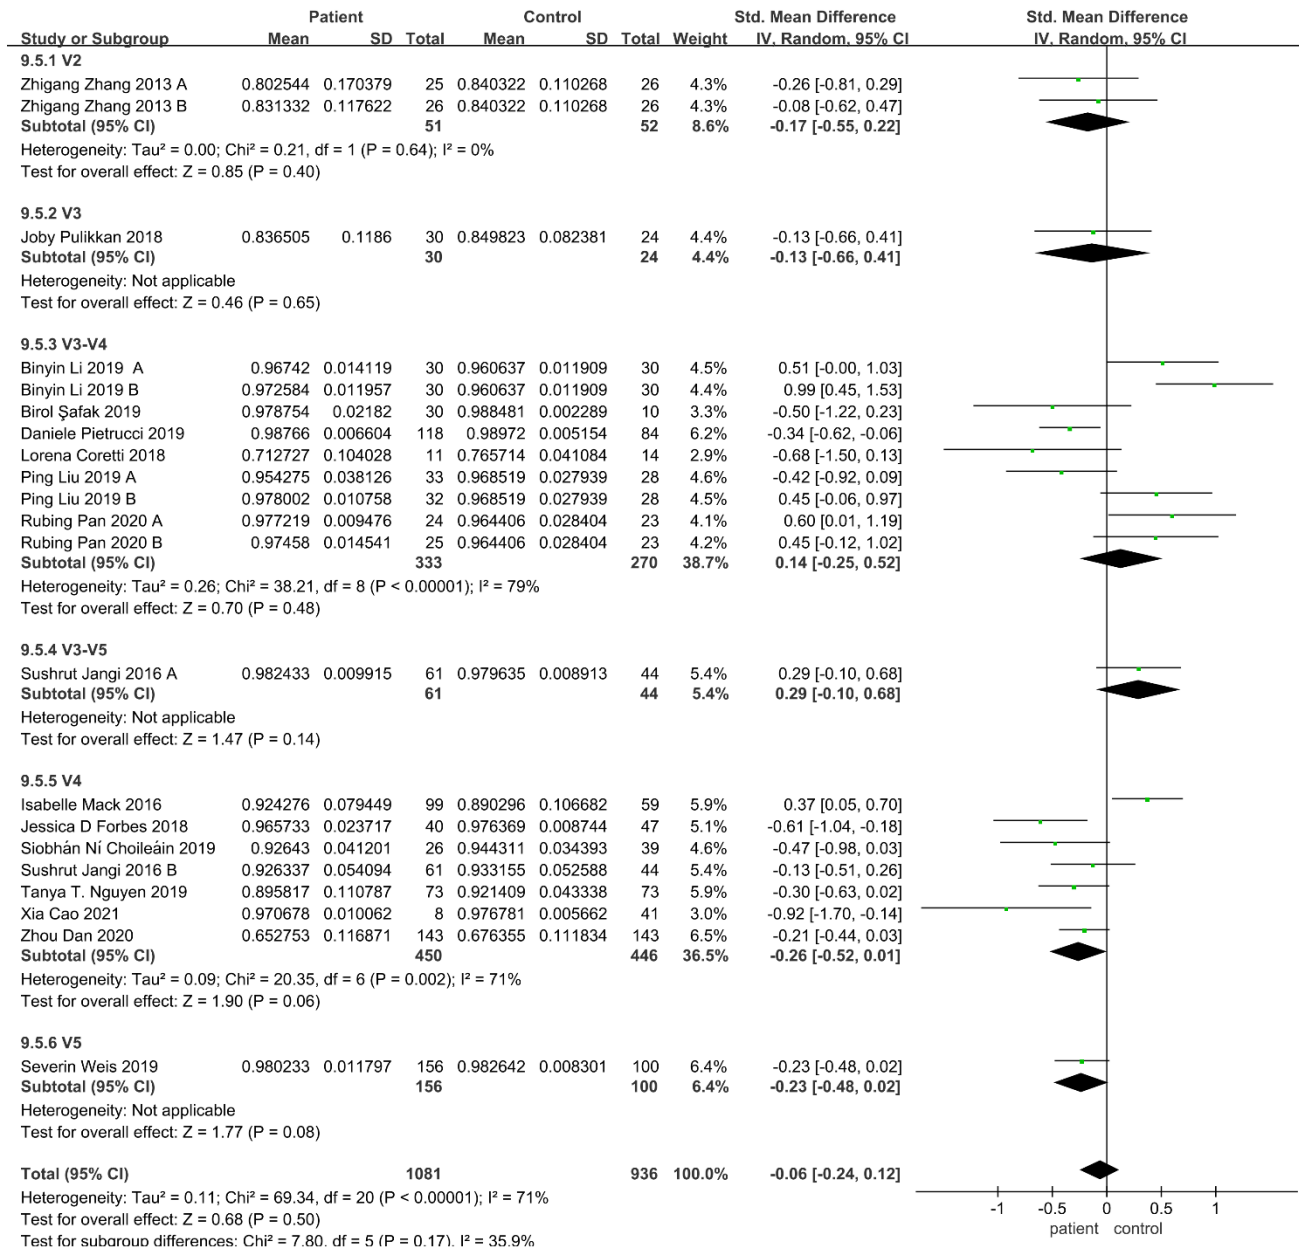 Patient Control Std. Mean Difference Std. Mean Difference
Study or Subgroup Mean SD Total Mean SD Total Weight IV, Random, 95% CI IV, Random, 95% CI
9.5.1 V2
Zhigang Zhang 2013 A 0.802544 0.170379 25 0.840322 0.110268 26 4.3% -0.26 [-0.81, 0.29]
Zhigang Zhang 2013 B 0.831332 0.117622 26 0.840322 0.110268 26 4.3% -0.08 [-0.62, 0.47]
Subtotal (95% CI) 51 52 8.6% -0.17 [-0.55, 0.22]
Heterogeneity: Tau² = 0.00; Chi² = 0.21, df = 1 (P = 0.64); I² = 0%
Test for overall effect: Z = 0.85 (P = 0.40)
9.5.2 V3
Joby Pulikkan 2018 0.836505 0.1186 30 0.849823 0.082381 24 4.4% -0.13 [-0.66, 0.41]
Subtotal (95% CI) 30 24 4.4% -0.13 [-0.66, 0.41]
Heterogeneity: Not applicable
Test for overall effect: Z = 0.46 (P = 0.65)
9.5.3 V3-V4
Binyin Li 2019 A 0.96742 0.014119 30 0.960637 0.011909 30 4.5% 0.51 [-0.00, 1.03]
Binyin Li 2019 B 0.972584 0.011957 30 0.960637 0.011909 30 4.4% 0.99 [0.45, 1.53]
Birol Şafak 2019 0.978754 0.02182 30 0.988481 0.002289 10 3.3% -0.50 [-1.22, 0.23]
Daniele Pietrucci 2019 0.98766 0.006604 118 0.98972 0.005154 84 6.2% -0.34 [-0.62, -0.06]
Lorena Coretti 2018 0.712727 0.104028 11 0.765714 0.041084 14 2.9% -0.68 [-1.50, 0.13]
Ping Liu 2019 A 0.954275 0.038126 33 0.968519 0.027939 28 4.6% -0.42 [-0.92, 0.09]
Ping Liu 2019 B 0.978002 0.010758 32 0.968519 0.027939 28 4.5% 0.45 [-0.06, 0.97]
Rubing Pan 2020 A 0.977219 0.009476 24 0.964406 0.028404 23 4.1% 0.60 [0.01, 1.19]
Rubing Pan 2020 B 0.97458 0.014541 25 0.964406 0.028404 23 4.2% 0.45 [-0.12, 1.02]
Subtotal (95% CI) 333 270 38.7% 0.14 [-0.25, 0.52]
Heterogeneity: Tau² = 0.26; Chi² = 38.21, df = 8 (P < 0.00001); I² = 79%
Test for overall effect: Z = 0.70 (P = 0.48)
9.5.4 V3-V5
Sushrut Jangi 2016 A 0.982433 0.009915 61 0.979635 0.008913 44 5.4% 0.29 [-0.10, 0.68]
Subtotal (95% CI) 61 44 5.4% 0.29 [-0.10, 0.68]
Heterogeneity: Not applicable
Test for overall effect: Z = 1.47 (P = 0.14)
9.5.5 V4
Isabelle Mack 2016 0.924276 0.079449 99 0.890296 0.106682 59 5.9% 0.37 [0.05, 0.70]
Jessica D Forbes 2018 0.965733 0.023717 40 0.976369 0.008744 47 5.1% -0.61 [-1.04, -0.18]
Siobhán Ní Choileáin 2019 0.92643 0.041201 26 0.944311 0.034393 39 4.6% -0.47 [-0.98, 0.03]
Sushrut Jangi 2016 B 0.926337 0.054094 61 0.933155 0.052588 44 5.4% -0.13 [-0.51, 0.26]
Tanya T. Nguyen 2019 0.895817 0.110787 73 0.921409 0.043338 73 5.9% -0.30 [-0.63, 0.02]
Xia Cao 2021 0.970678 0.010062 8 0.976781 0.005662 41 3.0% -0.92 [-1.70, -0.14]
Zhou Dan 2020 0.652753 0.116871 143 0.676355 0.111834 143 6.5% -0.21 [-0.44, 0.03]
Subtotal (95% CI) 450 446 36.5% -0.26 [-0.52, 0.01]
Heterogeneity: Tau² = 0.09; Chi² = 20.35, df = 6 (P = 0.002); I² = 71%
Test for overall effect: Z = 1.90 (P = 0.06)
9.5.6 V5
Severin Weis 2019 0.980233 0.011797 156 0.982642 0.008301 100 6.4% -0.23 [-0.48, 0.02]
Subtotal (95% CI) 156 100 6.4% -0.23 [-0.48, 0.02]
Heterogeneity: Not applicable
Test for overall effect: Z = 1.77 (P = 0.08)
Total (95% CI) 1081 936 100.0% -0.06 [-0.24, 0.12]
Heterogeneity: Tau² = 0.11; Chi² = 69.34, df = 20 (P < 0.00001); I² = 71%
Test for overall effect: Z = 0.68 (P = 0.50)
Test for subgroup differences: Chi² = 7.80, df = 5 (P = 0.17), I² = 35.9%
-1 -0.5 0 0.5 1
patient control